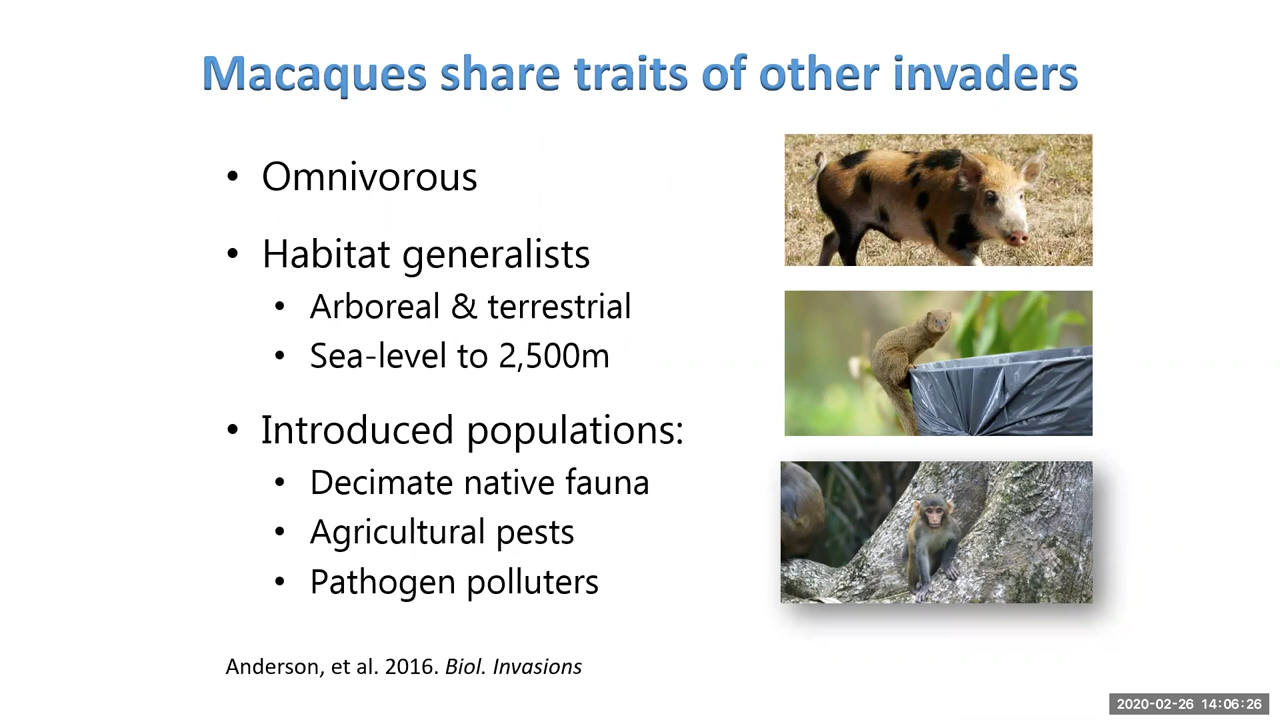 Macaques share traits of other invaders
• Omnivorous
• Habitat generalists
• Arboreal & terrestrial
• Sea-level to 2,500m
• Introduced populations:
• Decimate native fauna
• Agricultural pests
• Pathogen polluters
Anderson, et al. 2016. Biol. Invasions
2020-02-26 14:06:26